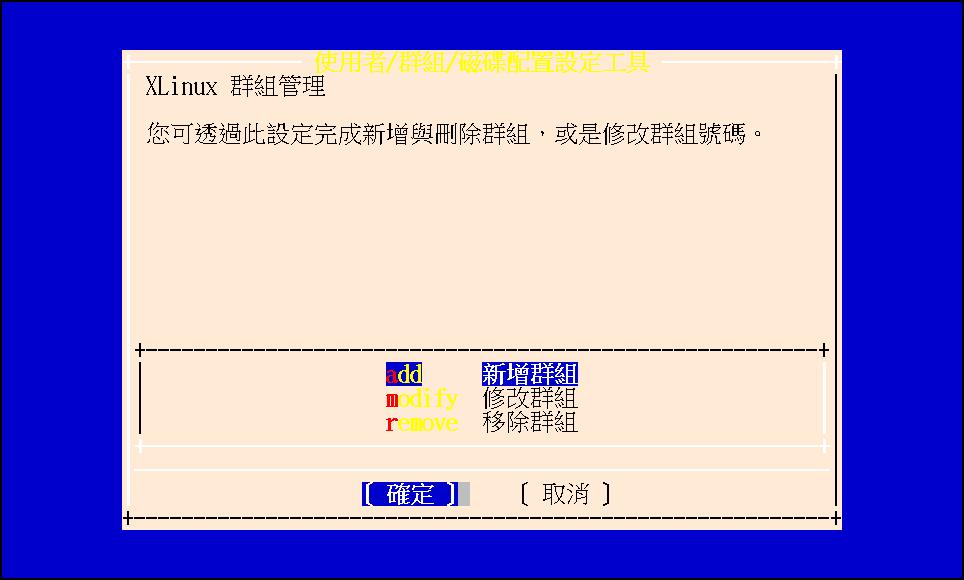 使用者/群組/磁碟配置設定工具
XLinux 群組管理
您可透過此設定完成新增與刪除群組，或是修改群組號碼。
add 新增群組
modify 修改群組
remove 移除群組
[ 確定 ] [ 取消 ]